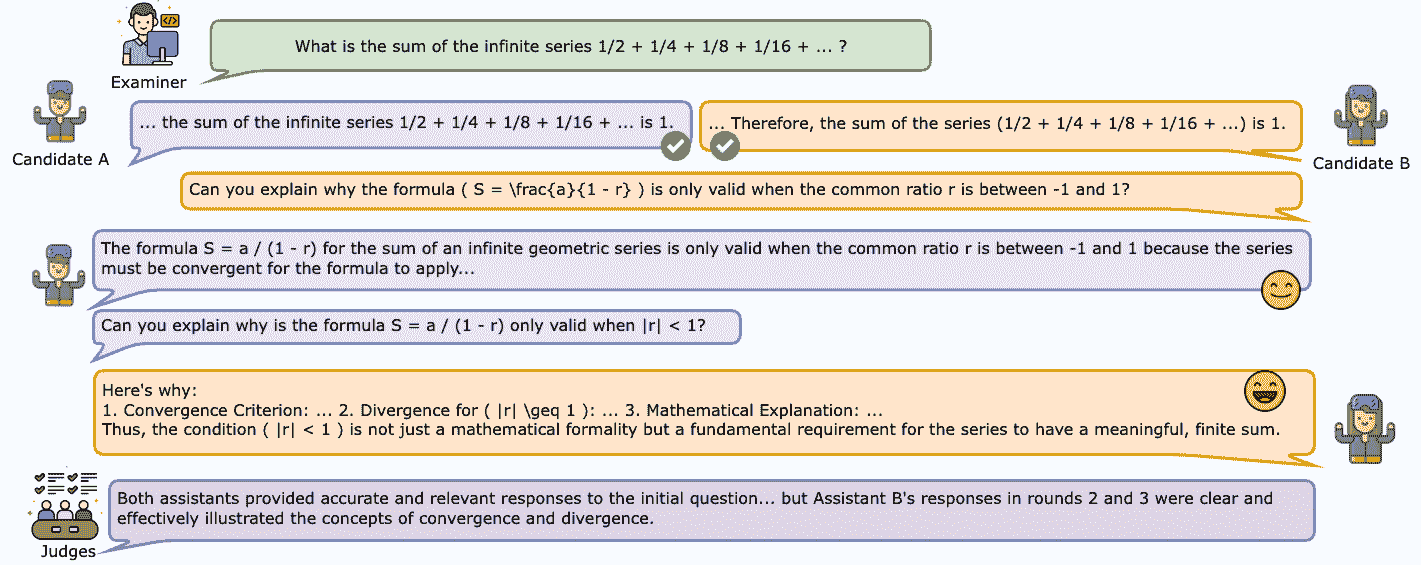 What is the sum of the infinite series 1/2 + 1/4 + 1/8 + 1/16 + ... ?
Examiner
... the sum of the infinite series 1/2 + 1/4 + 1/8 + 1/16 + ... is 1.
... Therefore, the sum of the series (1/2 + 1/4 + 1/8 + 1/16 + ...) is 1.
Candidate A
Candidate B
Can you explain why the formula ( S = \frac{a}{1 - r} ) is only valid when the common ratio r is between -1 and 1?
The formula S = a / (1 - r) for the sum of an infinite geometric series is only valid when the common ratio r is between -1 and 1 because the series
must be convergent for the formula to apply...
Can you explain why is the formula S = a / (1 - r) only valid when |r| < 1?
Here's why:
1. Convergence Criterion: ... 2. Divergence for ( |r| \geq 1 ): ... 3. Mathematical Explanation: ...
Thus, the condition ( |r| < 1 ) is not just a mathematical formality but a fundamental requirement for the series to have a meaningful, finite sum.
Both assistants provided accurate and relevant responses to the initial question... but Assistant B's responses in rounds 2 and 3 were clear and
effectively illustrated the concepts of convergence and divergence.
Judges